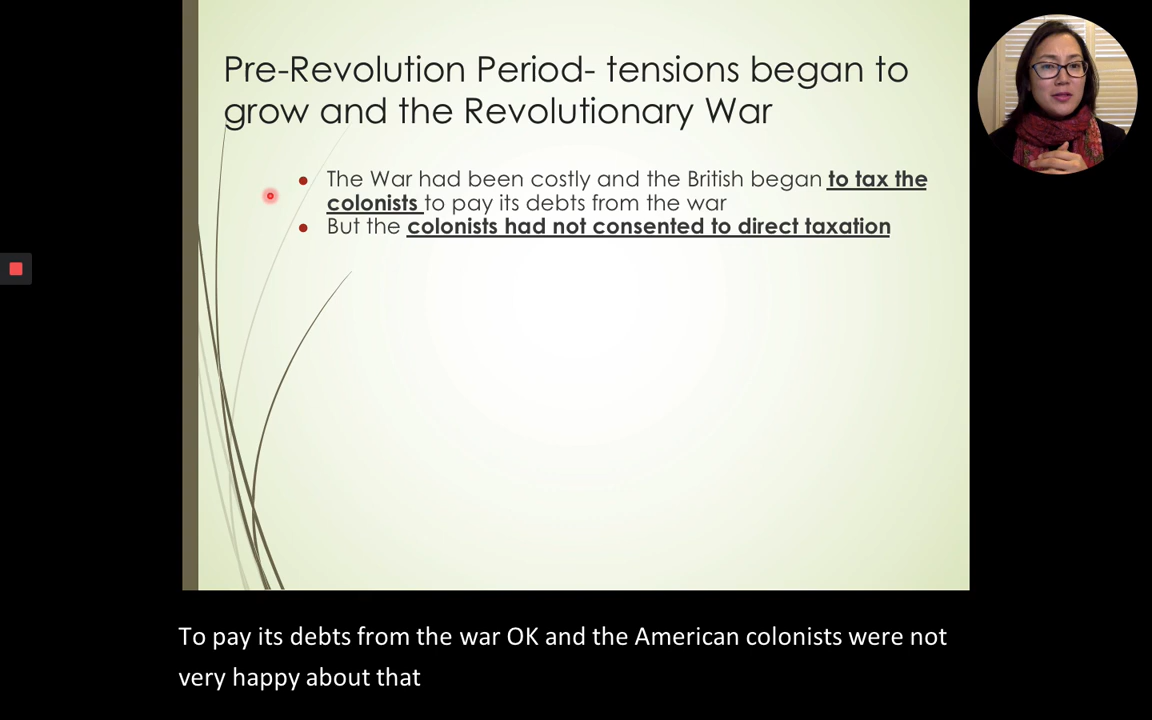 Pre-Revolution Period- tensions began to
grow and the Revolutionary War
The War had been costly and the British began to tax the
colonists to pay its debts from the war
But the colonists had not consented to direct taxation
To pay its debts from the war OK and the American colonists were not
very happy about that